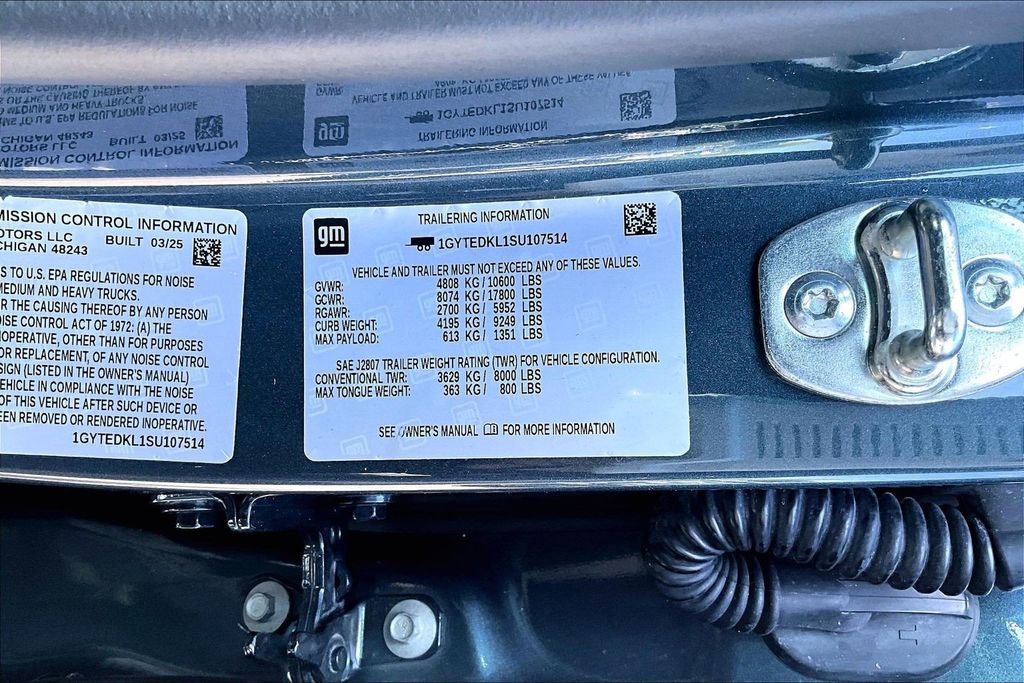 MISSION CONTROL INFORMATION
OTORS LLC BUILT 03/25
CHIGAN 48243
S TO U.S. EPA REGULATIONS FOR NOISE
MEDIUM AND HEAVY TRUCKS.
R THE CAUSING THEREOF BY ANY PERSON
OISE CONTROL ACT OF 1972: (A) THE
NOPERATIVE, OTHER THAN FOR PURPOSES
OR REPLACEMENT, OF ANY NOISE CONTROL
SIGN (LISTED IN THE OWNER'S MANUAL)
EHICLE IN COMPLIANCE WITH THE NOISE
OF THIS VEHICLE AFTER SUCH DEVICE OR
EEN REMOVED OR RENDERED INOPERATIVE.
1GYTEDKL1SU107514
gm
TRAILERING INFORMATION
1GYTEDKL1SU107514
VEHICLE AND TRAILER MUST NOT EXCEED ANY OF THESE VALUES.
GVWR: 4808 KG / 10600 LBS
GCWR: 8074 KG / 17800 LBS
RGAWR: 2700 KG / 5952 LBS
CURB WEIGHT: 4195 KG / 9249 LBS
MAX PAYLOAD: 613 KG / 1351 LBS
SAE J2807 TRAILER WEIGHT RATING (TWR) FOR VEHICLE CONFIGURATION.
CONVENTIONAL TWR: 3629 KG / 8000 LBS
MAX TONGUE WEIGHT: 363 KG / 800 LBS
SEE OWNER'S MANUAL FOR MORE INFORMATION